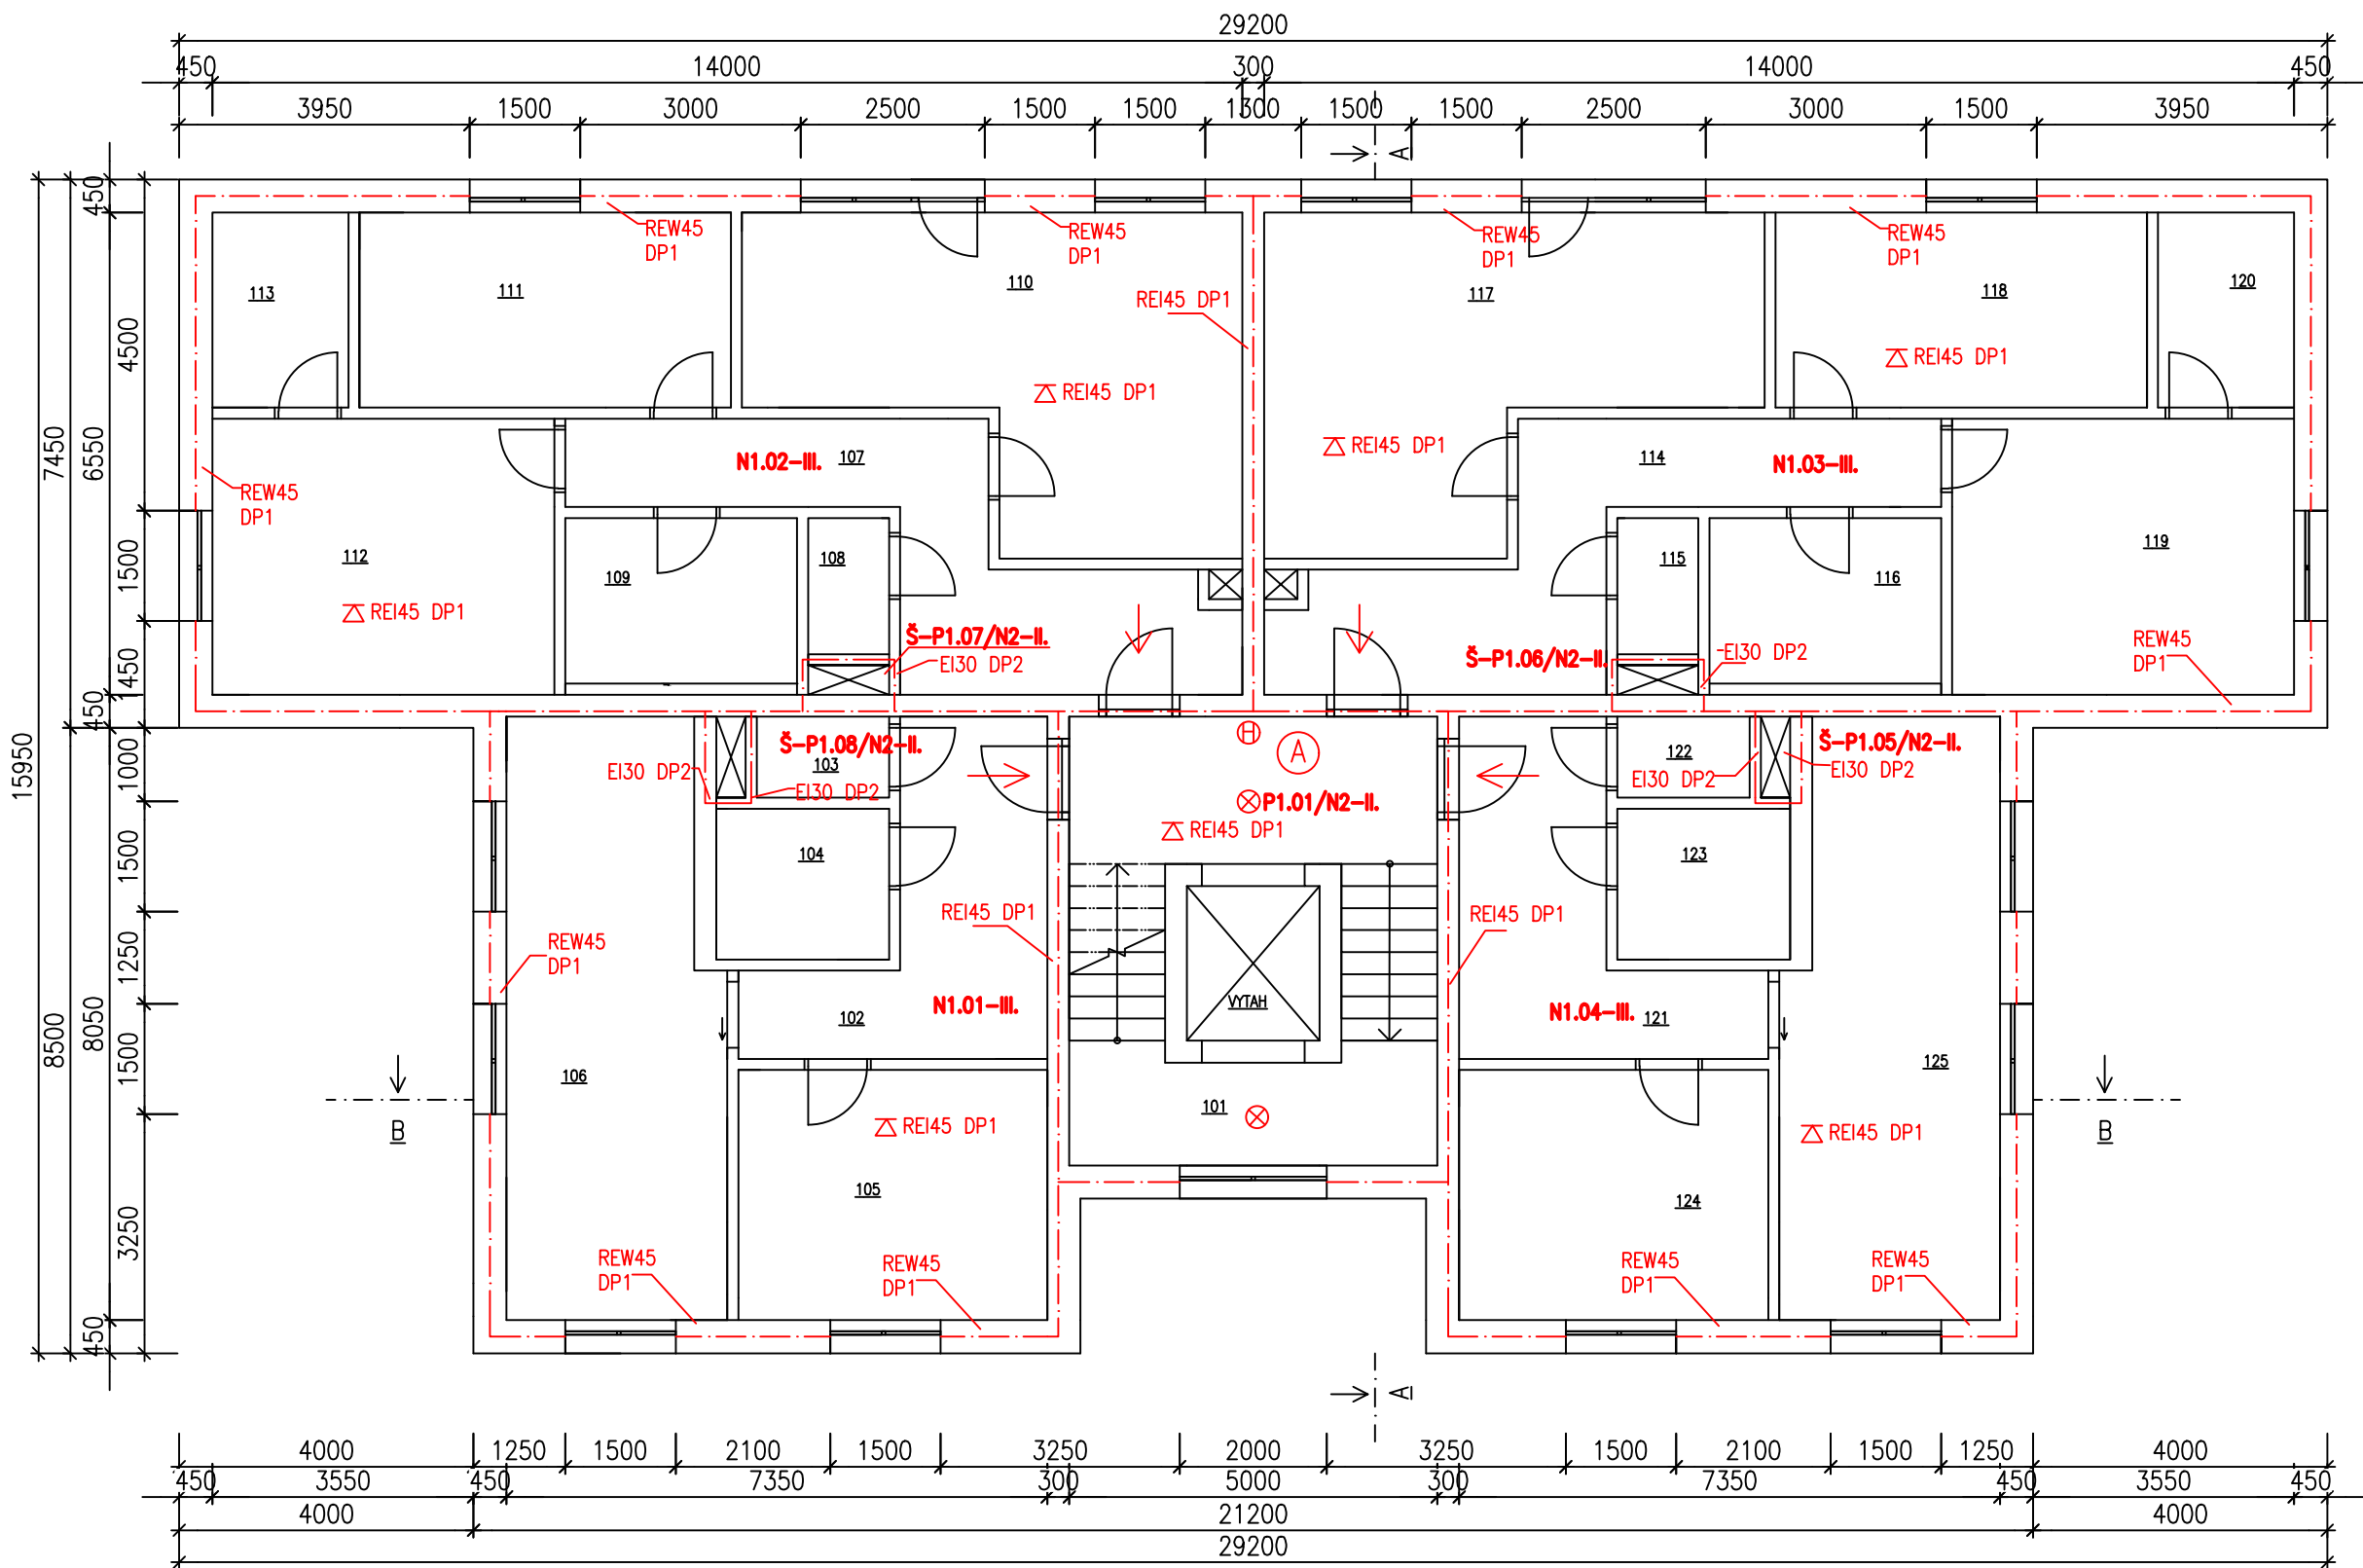 29200
450 14000 300 14000 450
3950 1500 3000 2500 1500 1500 1300 1500 1500 2500 3000 1500 3950
A
450
4500
1500
450
7450
6550
450
15950
1000
1500
1250
1500
3250
8500
8050
450
REW45
DP1
REW45
DP1
REW45
DP1
REW45
DP1
113
111
110
117
118
120
REI45 DP1
REI45 DP1
REI45 DP1
REI45 DP1
N1.02-III.
107
114
N1.03-III.
REW45
DP1
112
109
108
115
116
119
REI45 DP1
Š-P1.07/N2-II.
EI30 DP2
Š-P1.06/N2-II.
EI30 DP2
REW45
DP1
Š-P1.08/N2-II.
103
EI30 DP2
EI30 DP2
H
A
P1.01/N2-II.
REI45 DP1
122
Š-P1.05/N2-II.
EI30 DP2
EI30 DP2
104
123
REI45 DP1
REI45 DP1
REW45
DP1
N1.01-III.
102
VÝTAH
N1.04-III.
121
106
125
101
REI45 DP1
REI45 DP1
B
B
105
124
REW45
DP1
REW45
DP1
REW45
DP1
REW45
DP1
A
4000 1250 1500 2100 1500 3250 2000 3250 1500 2100 1500 1250 4000
450 3550 450 7350 300 5000 300 7350 450 3550 450
4000 21200 4000
29200